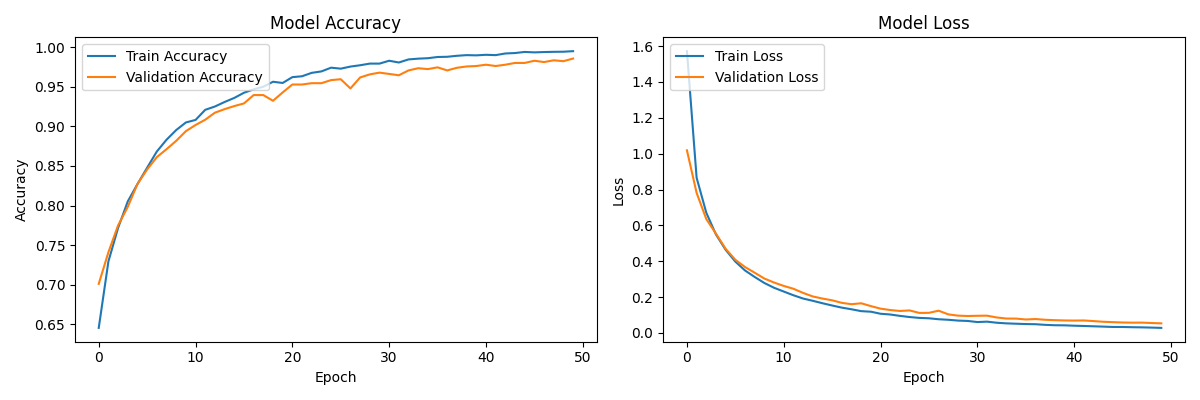 Model Accuracy
Train Accuracy
Validation Accuracy
Accuracy
1.00
0.95
0.90
0.85
0.80
0.75
0.70
0.65
0
10
20
30
40
50
Epoch
Model Loss
Train Loss
Validation Loss
Loss
1.6
1.4
1.2
1.0
0.8
0.6
0.4
0.2
0.0
0
10
20
30
40
50
Epoch